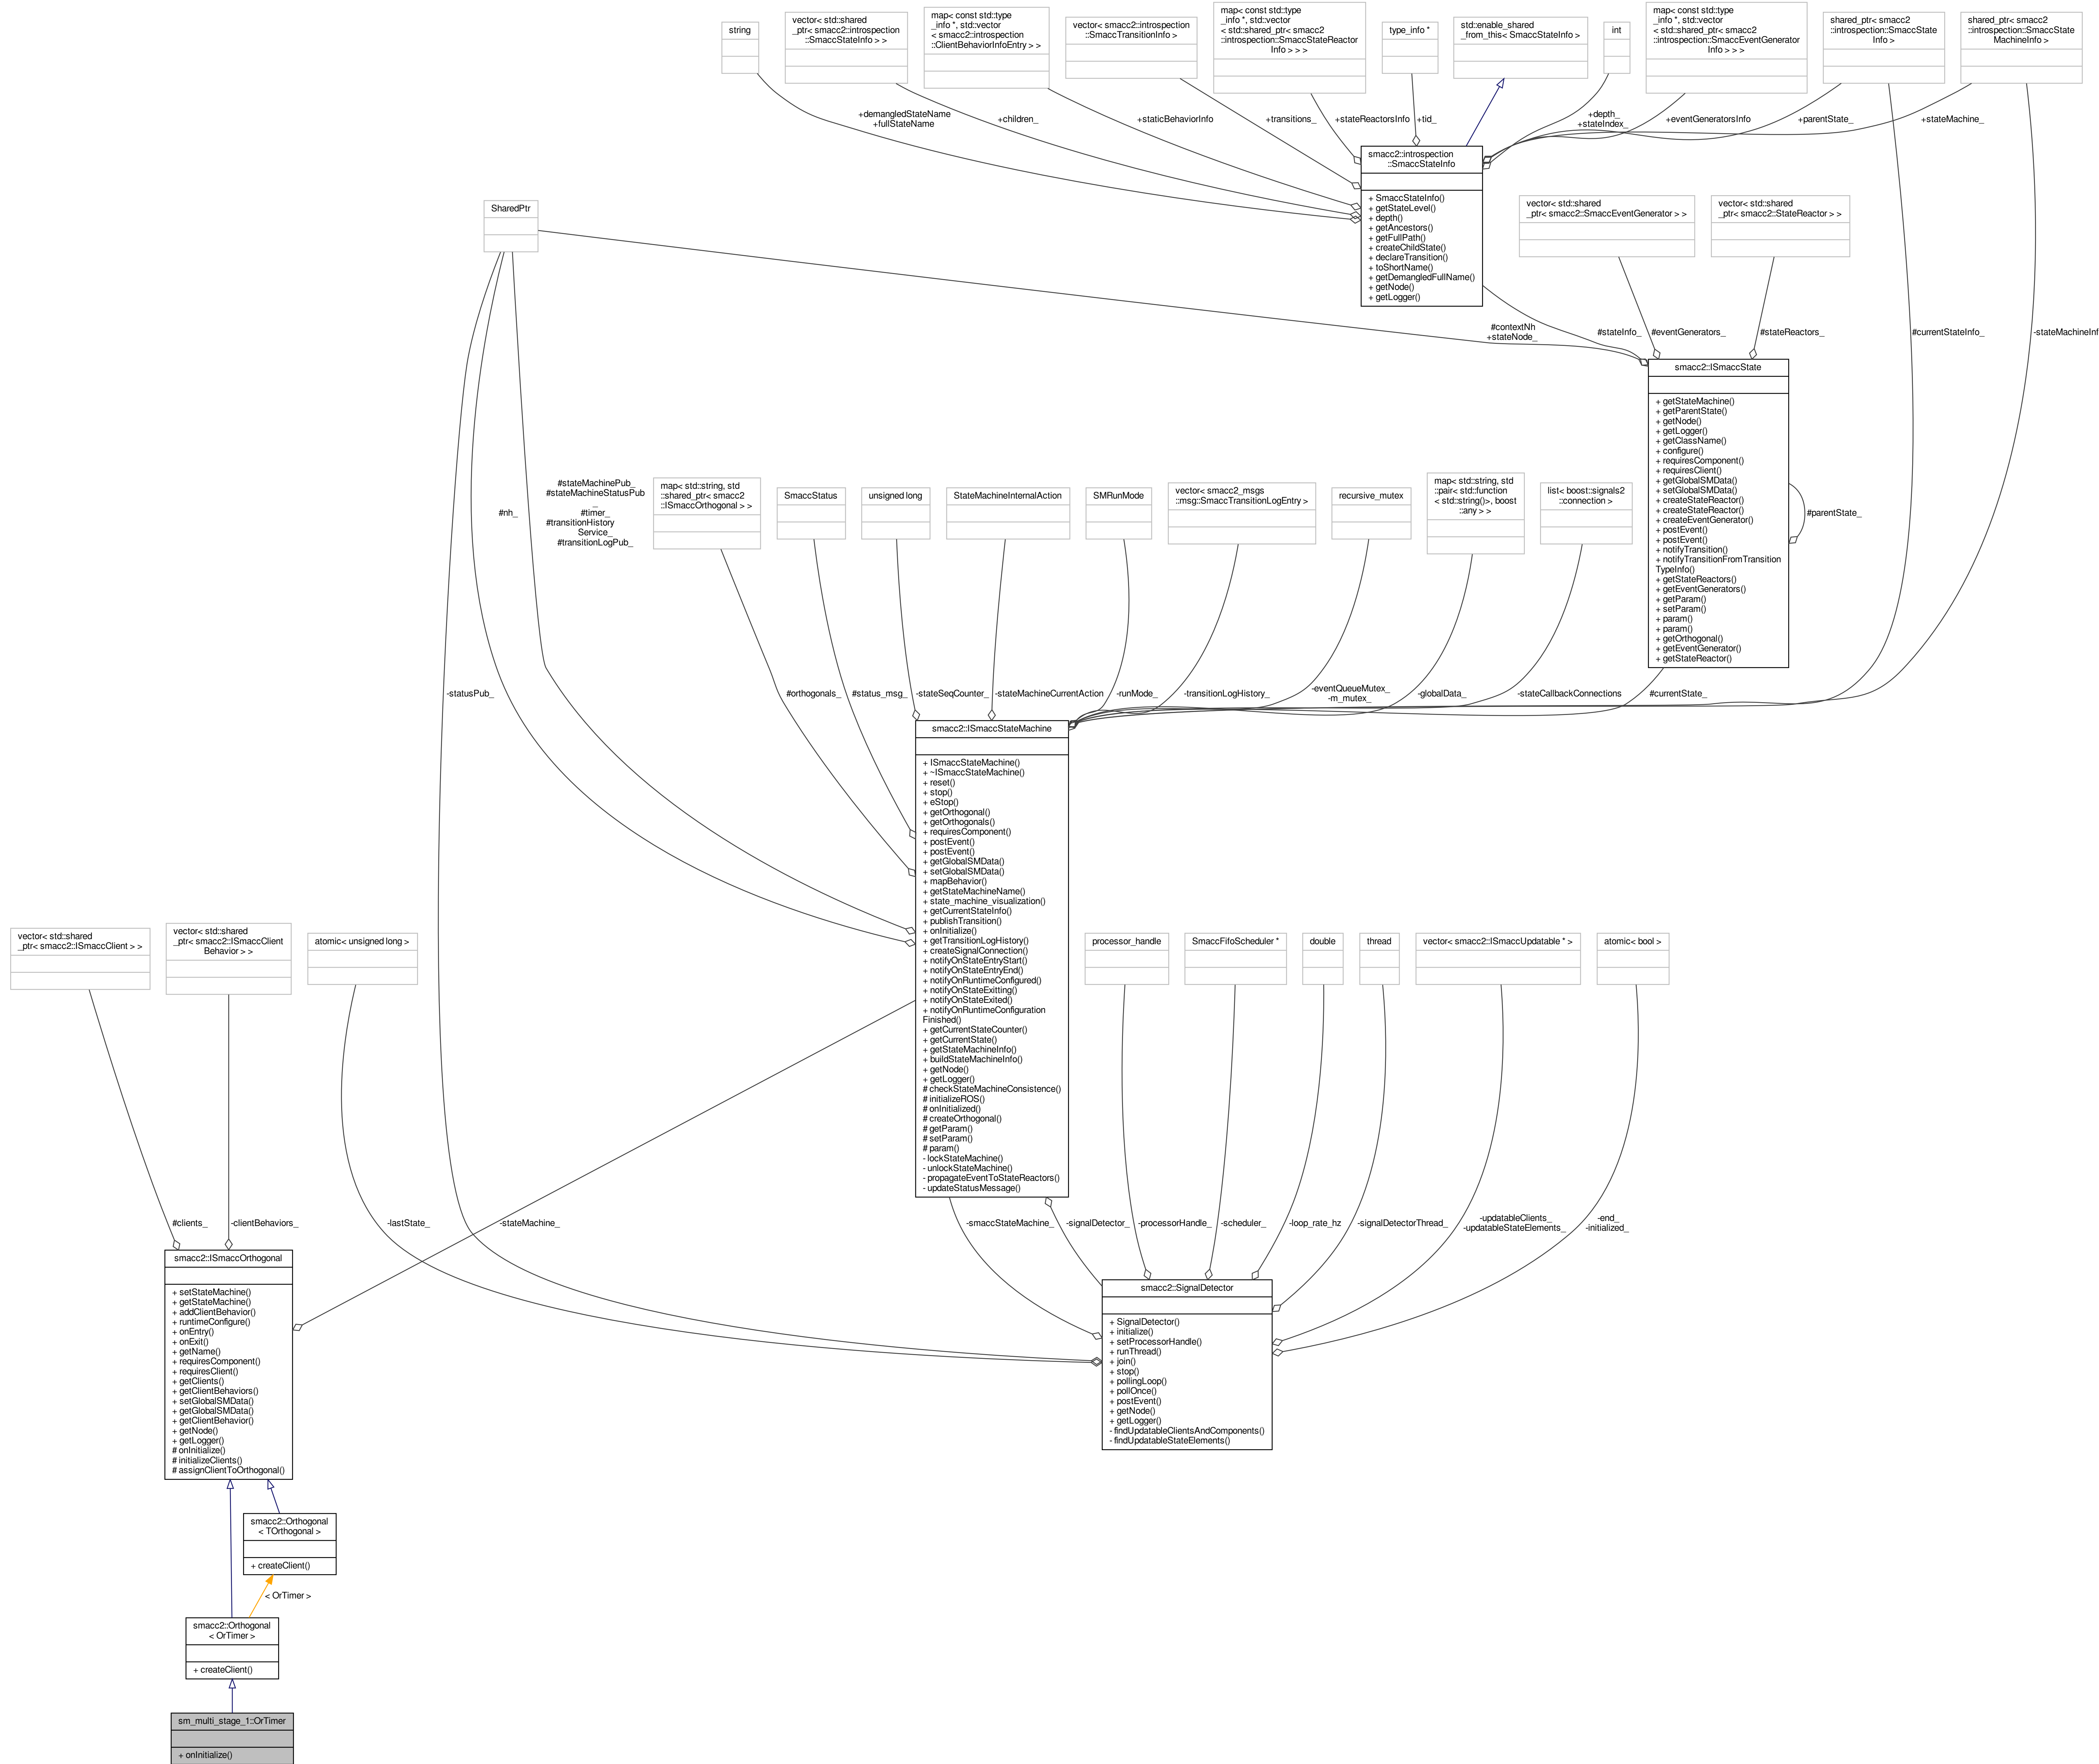 string
vector< std::shared
_ptr< smacc2::introspection
::SmaccStateInfo > >
map< const std::type
_info *, std::vector
< smacc2::introspection
::ClientBehaviorInfoEntry > >
vector< smacc2::introspection
::SmaccTransitionInfo >
map< const std::type
_info *, std::vector
< std::shared_ptr< smacc2
::introspection::SmaccStateReactor
Info > > >
type_info *
std::enable_shared
_from_this< SmaccStateInfo >
int
map< const std::type
_info *, std::vector
< std::shared_ptr< smacc2
::introspection::SmaccEventGenerator
Info > > >
shared_ptr< smacc2
::introspection::SmaccState
Info >
shared_ptr< smacc2
::introspection::SmaccState
MachineInfo >
+demangledStateName
+fullStateName
+children_
+staticBehaviorInfo
+transitions_
+stateReactorsInfo
+tid_
+depth_
+stateIndex_
+eventGeneratorsInfo
+parentState_
+stateMachine_
smacc2::introspection
::SmaccStateInfo
+ SmaccStateInfo()
+ getStateLevel()
+ depth()
+ getAncestors()
+ getFullPath()
+ createChildState()
+ declareTransition()
+ toShortName()
+ getDemangledFullName()
+ getNode()
+ getLogger()
SharedPtr
vector< std::shared
_ptr< smacc2::SmaccEventGenerator > >
vector< std::shared
_ptr< smacc2::StateReactor > >
#contextNh
+stateNode_
#stateInfo_
#eventGenerators_
#stateReactors_
#currentStateInfo_
-stateMachineInf
smacc2::ISmaccState
+ getStateMachine()
+ getParentState()
+ getNode()
+ getLogger()
+ getClassName()
+ configure()
+ requiresComponent()
+ requiresClient()
+ getGlobalSMData()
+ setGlobalSMData()
+ createStateReactor()
+ createStateReactor()
+ createEventGenerator()
+ postEvent()
+ postEvent()
+ notifyTransition()
+ notifyTransitionFromTransition
TypeInfo()
+ getStateReactors()
+ getEventGenerators()
+ getParam()
+ setParam()
+ param()
+ param()
+ getOrthogonal()
+ getEventGenerator()
+ getStateReactor()
#parentState_
#nh_
#stateMachinePub_
#stateMachineStatusPub
_
#timer_
#transitionHistory
Service_
#transitionLogPub_
map< std::string, std
::shared_ptr< smacc2
::ISmaccOrthogonal > >
SmaccStatus
unsigned long
StateMachineInternalAction
SMRunMode
vector< smacc2_msgs
::msg::SmaccTransitionLogEntry >
recursive_mutex
map< std::string, std
::pair< std::function
< std::string()>, boost
::any > >
list< boost::signals2
::connection >
-statusPub_
#orthogonals_
#status_msg_
-stateSeqCounter_
-stateMachineCurrentAction
-runMode_
-transitionLogHistory_
-eventQueueMutex_
-m_mutex_
-globalData_
-stateCallbackConnections
#currentState_
smacc2::ISmaccStateMachine
+ ISmaccStateMachine()
+ ~ISmaccStateMachine()
+ reset()
+ stop()
+ eStop()
+ getOrthogonal()
+ getOrthogonals()
+ requiresComponent()
+ postEvent()
+ postEvent()
+ getGlobalSMData()
+ setGlobalSMData()
+ mapBehavior()
+ getStateMachineName()
+ state_machine_visualization()
+ getCurrentStateInfo()
+ publishTransition()
+ onInitialize()
+ getTransitionLogHistory()
+ createSignalConnection()
+ notifyOnStateEntryStart()
+ notifyOnStateEntryEnd()
+ notifyOnRuntimeConfigured()
+ notifyOnStateExitting()
+ notifyOnStateExited()
+ notifyOnRuntimeConfiguration
Finished()
+ getCurrentStateCounter()
+ getCurrentState()
+ getStateMachineInfo()
+ buildStateMachineInfo()
+ getNode()
+ getLogger()
# checkStateMachineConsistence()
# initializeROS()
# onInitialized()
# createOrthogonal()
# getParam()
# setParam()
# param()
- lockStateMachine()
- unlockStateMachine()
- propagateEventToStateReactors()
- updateStatusMessage()
vector< std::shared
_ptr< smacc2::ISmaccClient > >
vector< std::shared
_ptr< smacc2::ISmaccClient
Behavior > >
atomic< unsigned long >
processor_handle
SmaccFifoScheduler *
double
thread
vector< smacc2::ISmaccUpdatable * >
atomic< bool >
#clients_
-clientBehaviors_
-lastState_
-stateMachine_
-smaccStateMachine_
-signalDetector_
-processorHandle_
-scheduler_
-loop_rate_hz
-signalDetectorThread_
-updatableClients_
-updatableStateElements_
-end_
-initialized_
smacc2::ISmaccOrthogonal
+ setStateMachine()
+ getStateMachine()
+ addClientBehavior()
+ runtimeConfigure()
+ onEntry()
+ onExit()
+ getName()
+ requiresComponent()
+ requiresClient()
+ getClients()
+ getClientBehaviors()
+ setGlobalSMData()
+ getGlobalSMData()
+ getClientBehavior()
+ getNode()
+ getLogger()
# onInitialize()
# initializeClients()
# assignClientToOrthogonal()
smacc2::SignalDetector
+ SignalDetector()
+ initialize()
+ setProcessorHandle()
+ runThread()
+ join()
+ stop()
+ pollingLoop()
+ pollOnce()
+ postEvent()
+ getNode()
+ getLogger()
- findUpdatableClientsAndComponents()
- findUpdatableStateElements()
smacc2::Orthogonal
< TOrthogonal >
+ createClient()
< OrTimer >
smacc2::Orthogonal
< OrTimer >
+ createClient()
sm_multi_stage_1::OrTimer
+ onInitialize()